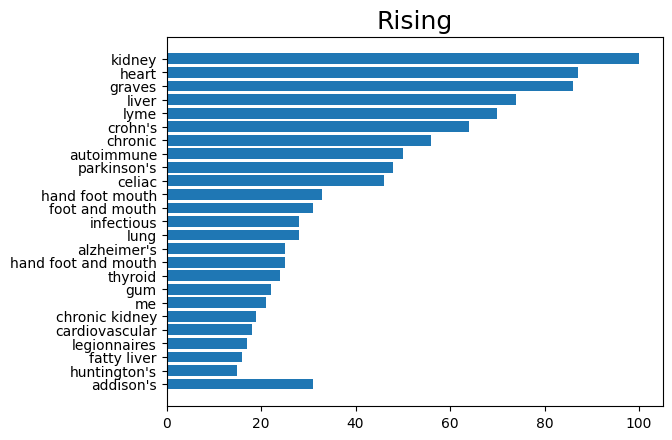 Rising
kidney
heart
graves
liver
lyme
crohn's
chronic
autoimmune
parkinson's
celiac
hand foot mouth
foot and mouth
infectious
lung
alzheimer's
hand foot and mouth
thyroid
gum
me
chronic kidney
cardiovascular
legionnaires
fatty liver
huntington's
addison's
0 20 40 60 80 100